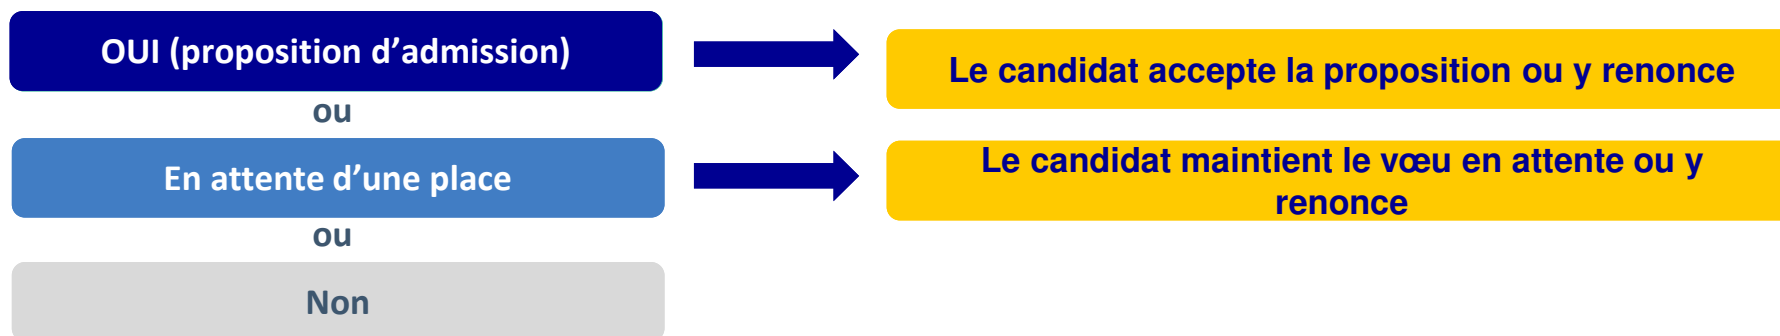 OUI (proposition d’admission)
Le candidat accepte la proposition ou y renonce
ou
En attente d’une place
Le candidat maintient le vœu en attente ou y
renonce
ou
Non